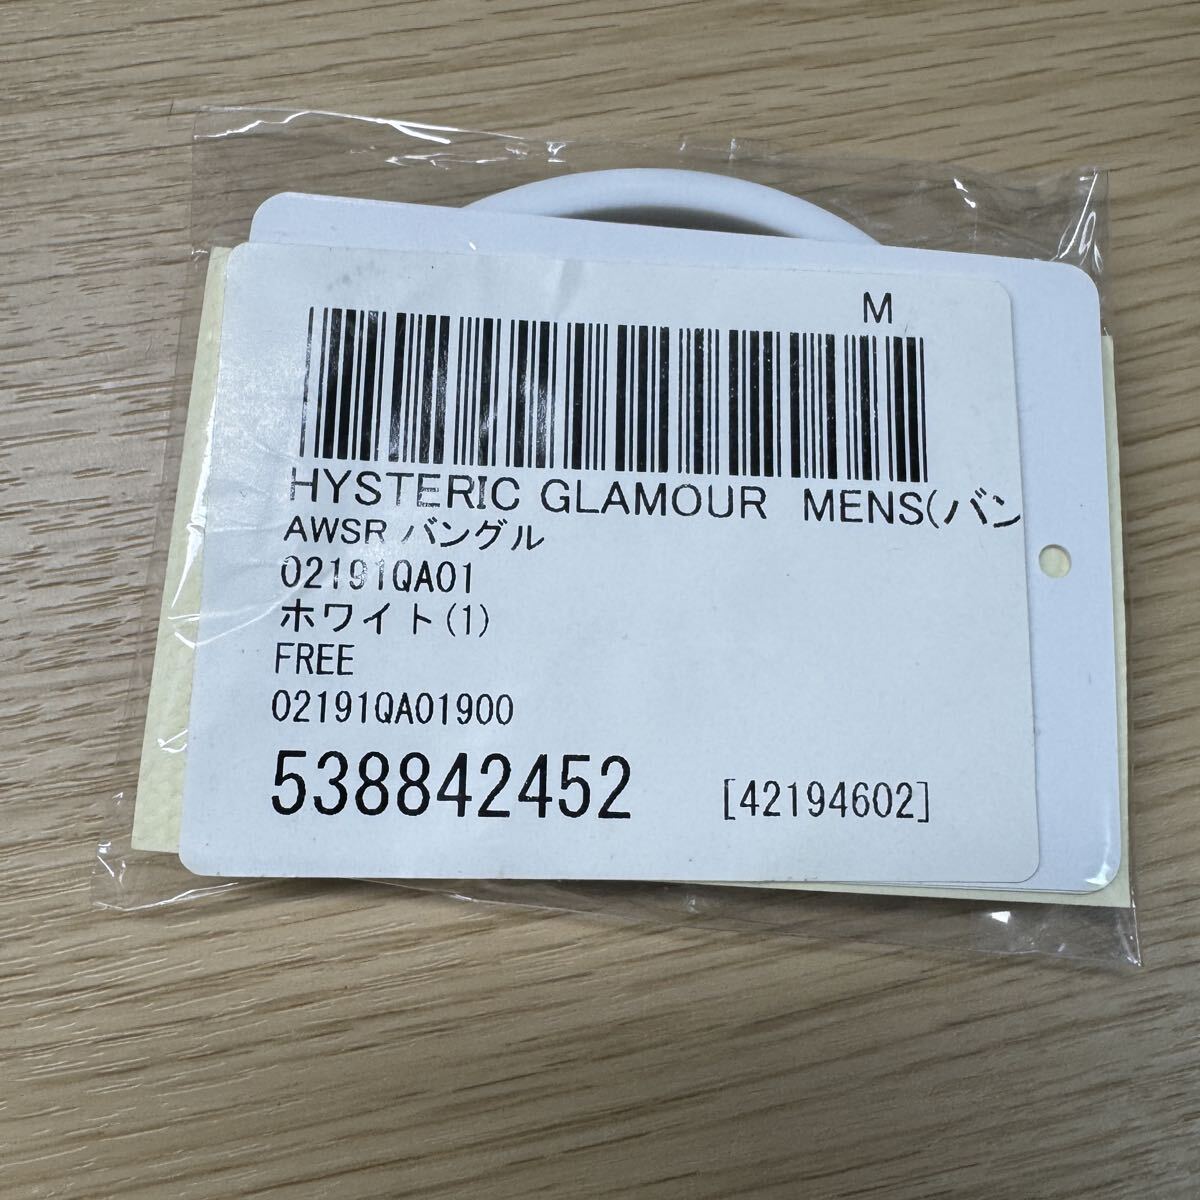 M
HYSTERIC GLAMOUR MENS(バン
AWSR バングル
02191QA01
ホワイト(1)
FREE
02191QA01900
538842452 [42194602]